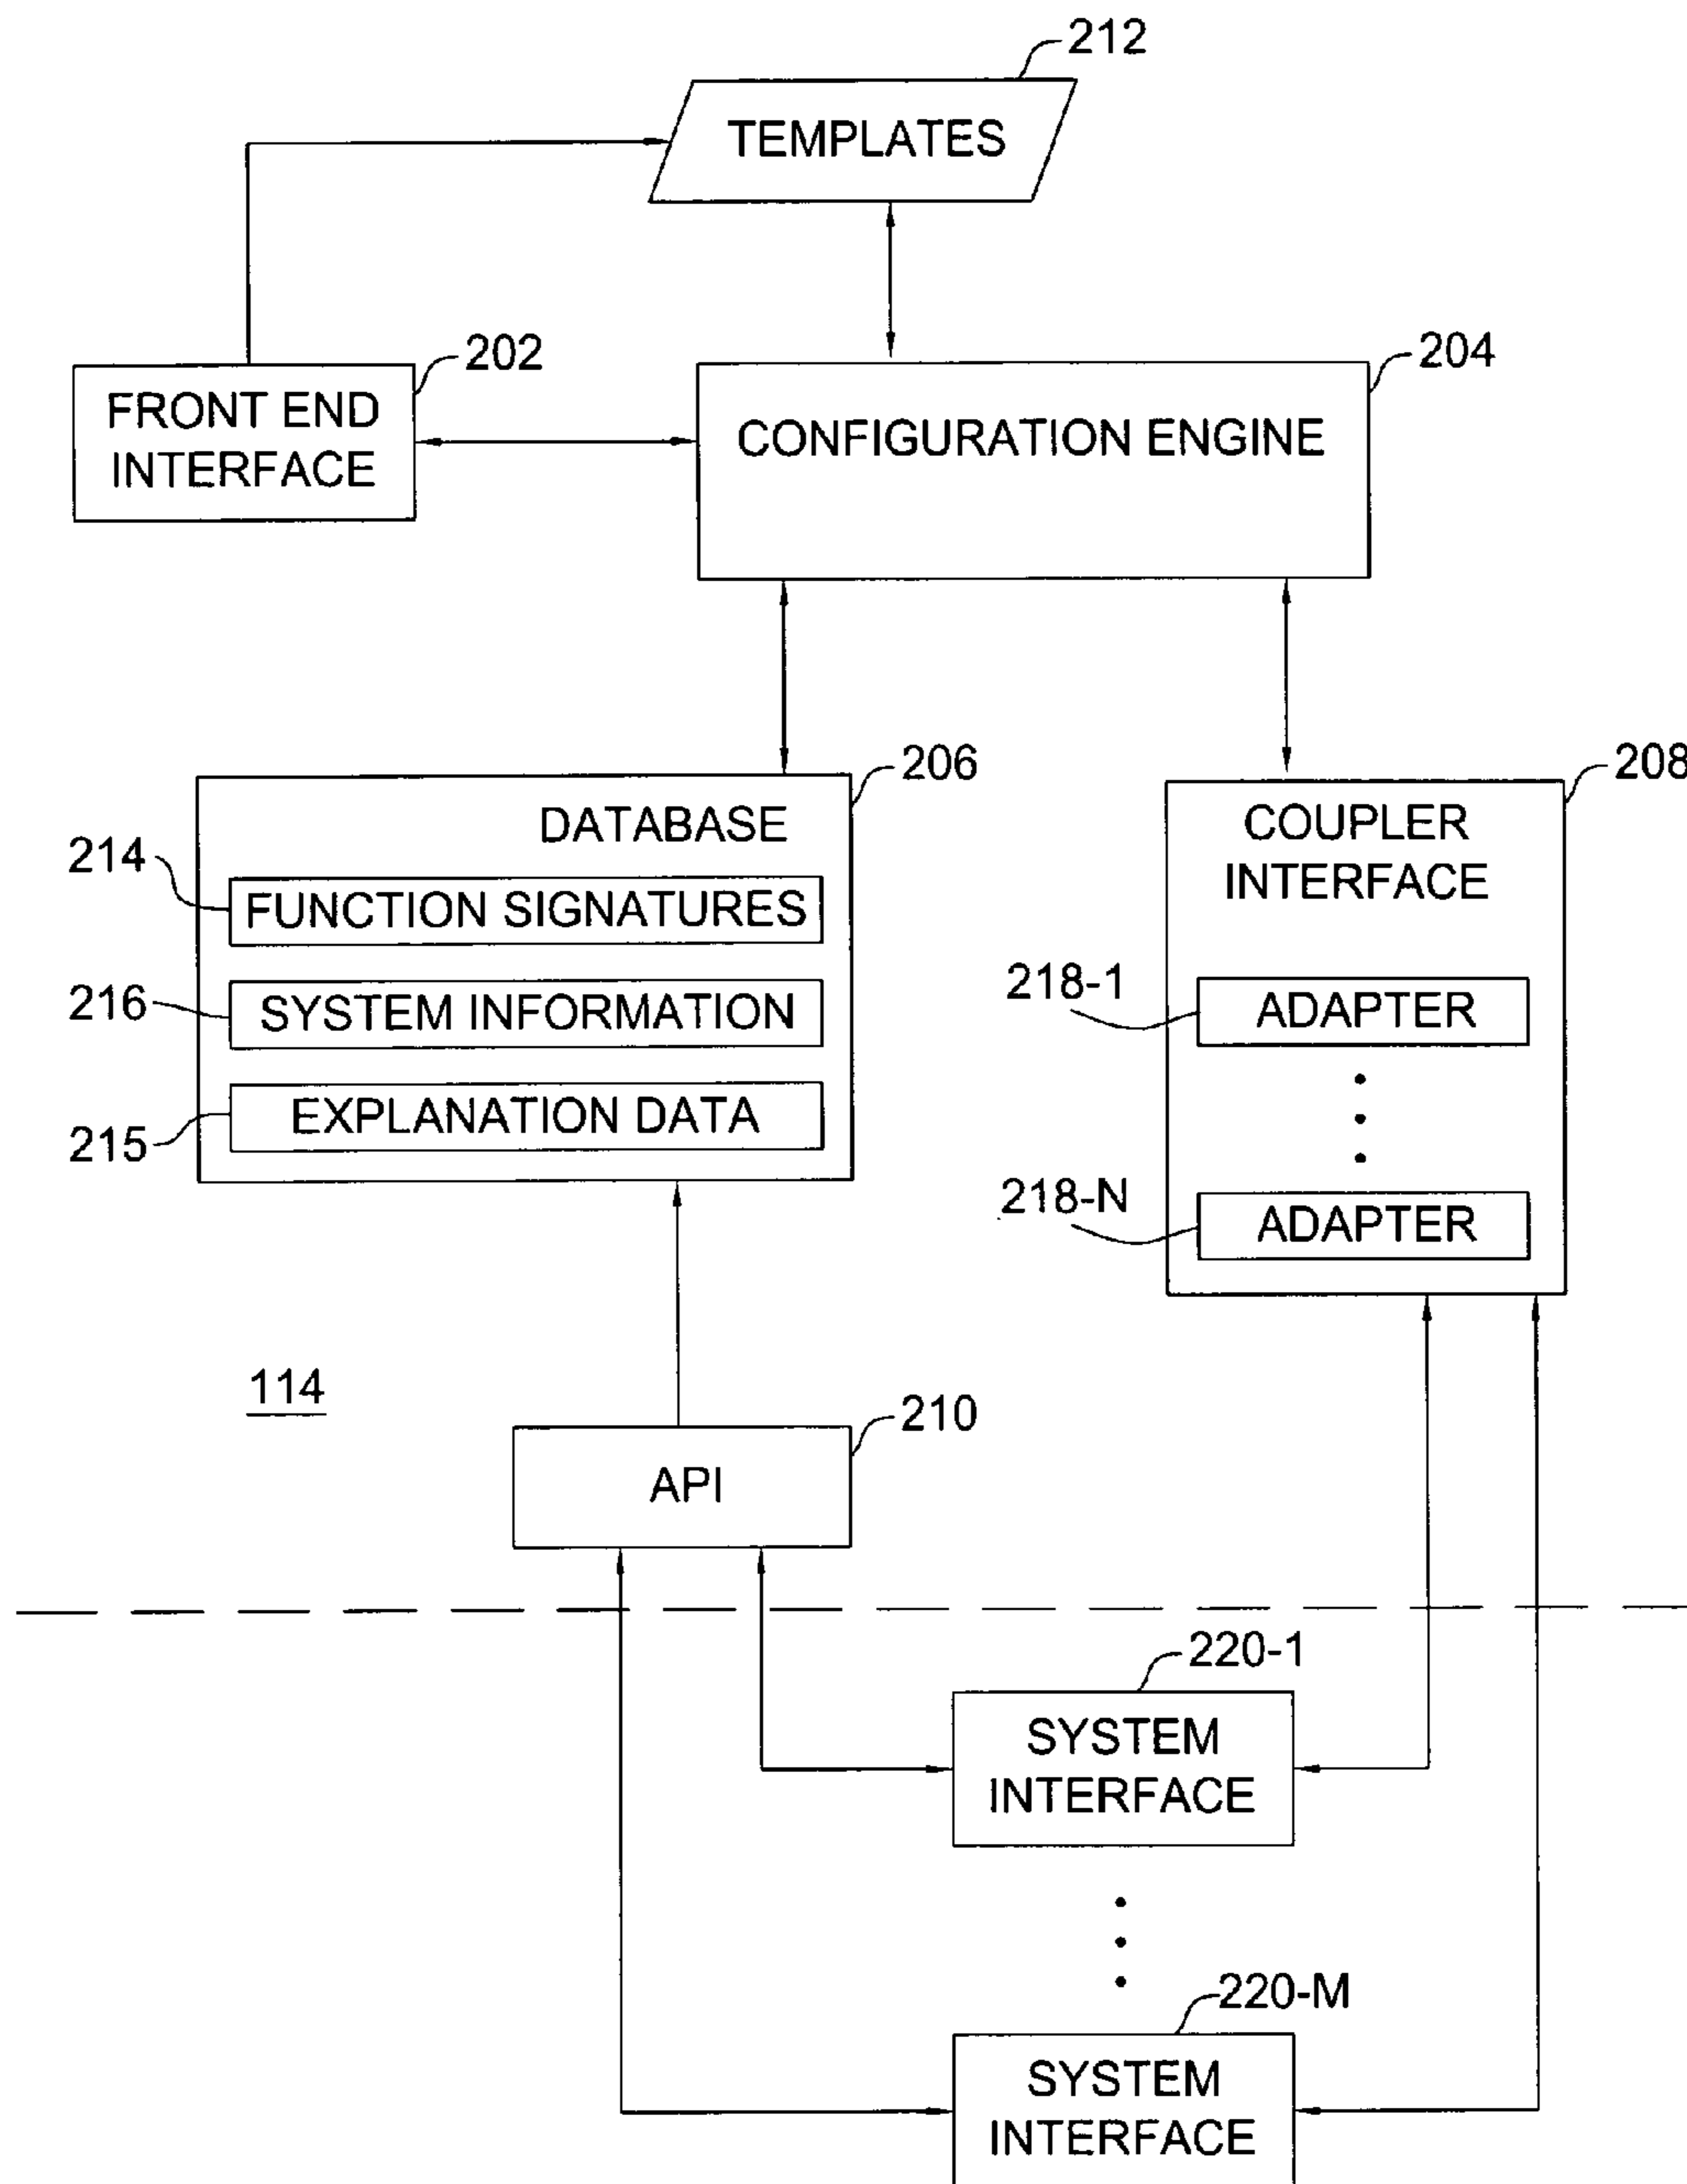 212
TEMPLATES
202
204
FRONT END
INTERFACE
CONFIGURATION ENGINE
206
208
DATABASE
COUPLER
INTERFACE
214
FUNCTION SIGNATURES
216
SYSTEM INFORMATION
218-1
ADAPTER
215
EXPLANATION DATA
218-N
ADAPTER
114
210
API
220-1
SYSTEM
INTERFACE
220-M
SYSTEM
INTERFACE